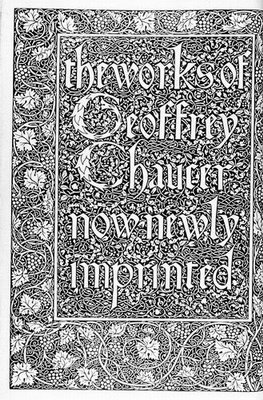 the works of
Geoffrey
Chaucer
now newly
imprinted